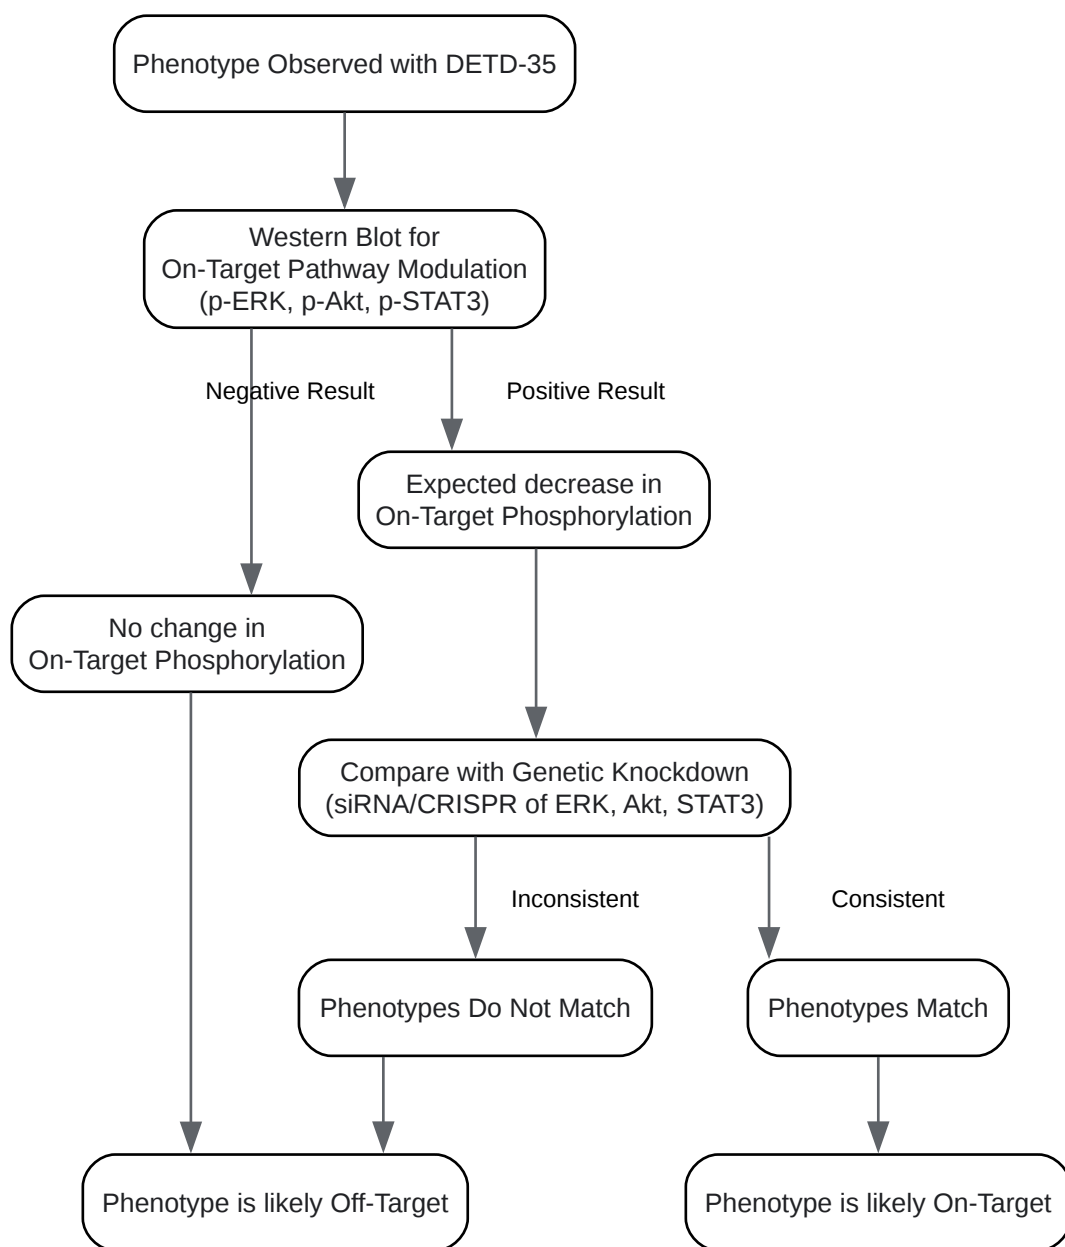 Phenotype Observed with DETD-35
Western Blot for
On-Target Pathway Modulation
(p-ERK, p-Akt, p-STAT3)
Negative Result
Positive Result
Expected decrease in
On-Target Phosphorylation
No change in
On-Target Phosphorylation
Compare with Genetic Knockdown
(siRNA/CRISPR of ERK, Akt, STAT3)
Inconsistent
Consistent
Phenotypes Do Not Match
Phenotypes Match
Phenotype is likely Off-Target
Phenotype is likely On-Target